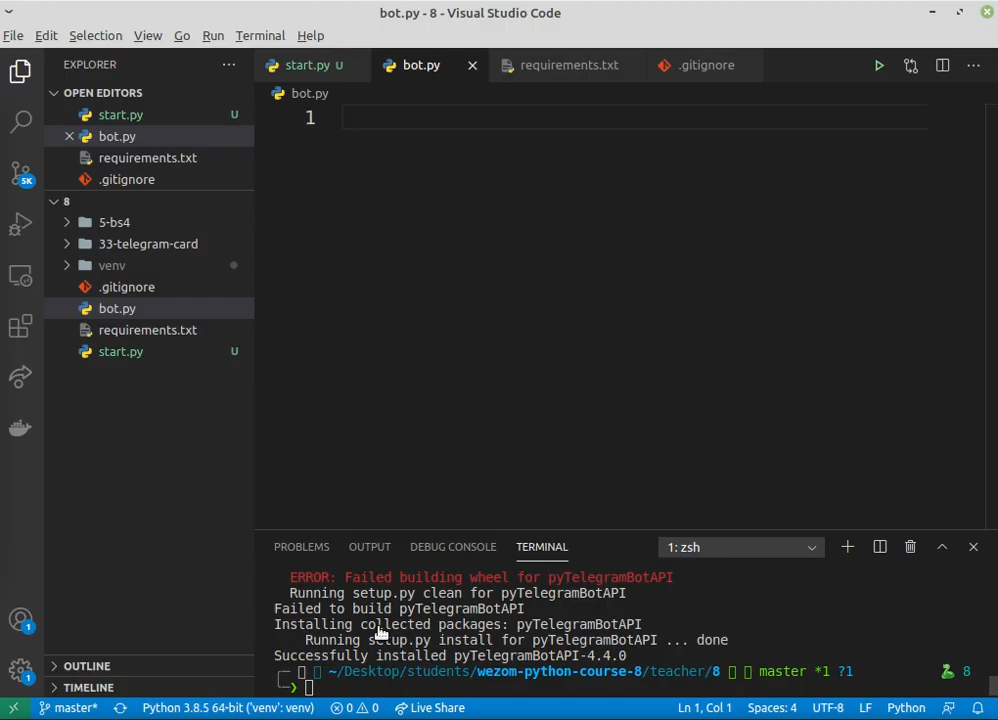 bot.py - 8 - Visual Studio Code
File Edit Selection View Go Run Terminal Help
EXPLORER ...
start.py U
bot.py
requirements.txt
.gitignore
OPEN EDITORS
start.py U
bot.py
requirements.txt
.gitignore
8
5-bs4
33-telegram-card
venv
.gitignore
bot.py
requirements.txt
start.py U
OUTLINE
TIMELINE
5K
1
1
bot.py
1
PROBLEMS OUTPUT DEBUG CONSOLE TERMINAL 1: zsh
ERROR: Failed building wheel for pyTelegramBotAPI
Running setup.py clean for pyTelegramBotAPI
Failed to build pyTelegramBotAPI
Installing collected packages: pyTelegramBotAPI
Running setup.py install for pyTelegramBotAPI ... done
Successfully installed pyTelegramBotAPI-4.4.0
~/Desktop/students/wezom-python-course-8/teacher/8 master *1 ?1 8
master* Python 3.8.5 64-bit ('venv': venv) 0 0 Live Share Ln 1, Col 1 Spaces: 4 UTF-8 LF Python